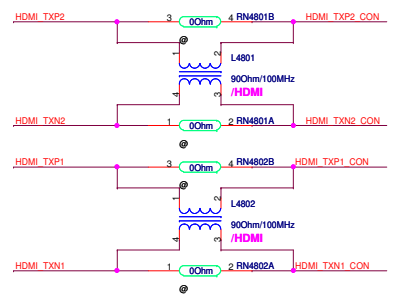 HDMI_TXP2 3 0Ohm 4 RN4801B HDMI_TXP2_CON
@
1 2 L4801
90Ohm/100MHz
4 3 /HDMI
HDMI_TXN2 1 0Ohm 2 RN4801A HDMI_TXN2_CON
@
HDMI_TXP1 3 0Ohm 4 RN4802B HDMI_TXP1_CON
@
1 2 L4802
90Ohm/100MHz
4 3 /HDMI
HDMI_TXN1 1 0Ohm 2 RN4802A HDMI_TXN1_CON
@